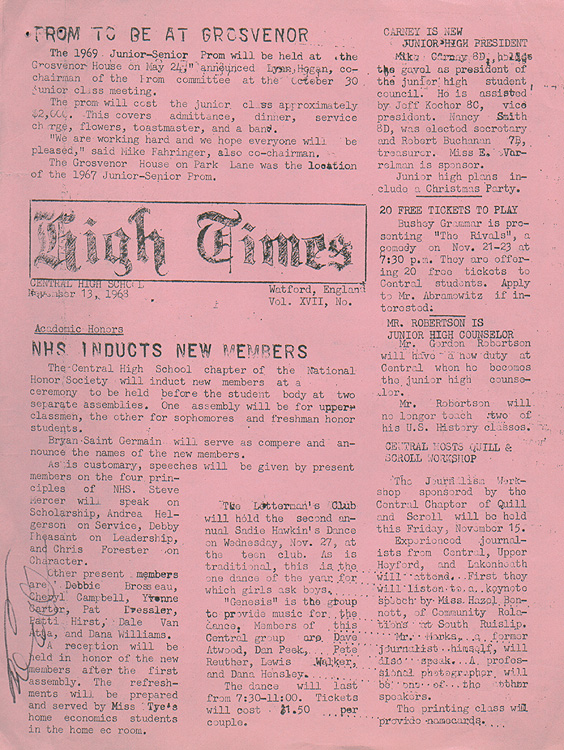 PROM TO BE AT GROSVENOR
The 1969 Junior-Senior Prom will be held at the
Grosvenor House on May 24," announced Lynn Hogan, co-
chairman of the Prom committee at the October 30
junior class meeting.
The prom will cost the junior class approximately
$2,000. This covers admittance, dinner, service
charge, flowers, toastmaster, and a band.
"We are working hard and we hope everyone will be
pleased," said Mike Fahringer, also co-chairman.
The Grosvenor House on Park Lane was the location
of the 1967 Junior-Senior Prom.
High Times
CENTRAL HIGH SCHOOL
November 13, 1968
Watford, England
Vol. XVII, No.
Academic Honors
NHS INDUCTS NEW MEMBERS
The Central High School chapter of the National
Honor Society will induct new members at a
ceremony to be held before the student body at two
separate assemblies. One assembly will be for upper-
classmen, the other for sophomores and freshman honor
students.
Bryan Saint Germain will serve as compere and an-
nounce the names of the new members.
As is customary, speeches will be given by present
members on the four prin-
ciples of NHS. Steve
Mercer will speak on
Scholarship, Andrea Hel-
gerson on Service, Debby
Pheasant on Leadership,
and Chris Forester on
Character.
Other present members
are Debbie Brosseau,
Cheryl Campbell, Yvonne
Carter, Pat Dressler,
Patti Hirst, Dale Van
Atta, and Dana Williams.
A reception will be
held in honor of the new
members after the first
assembly. The refresh-
ments will be prepared
and served by Miss Tye's
home economics students
in the home ec room.
The Letterman's Club
will hold the second an-
nual Sadie Hawkin's Dance
on Wednesday, Nov. 27, at
the teen club. As is
traditional, this is the
one dance of the year for
which girls ask boys.
"Genesis" is the group
to provide music for the
dance. Members of this
Central group are Dave
Atwood, Dan Peek, Pete
Reuther, Lewis Walker,
and Dana Hensley.
The dance will last
from 7:30-11:00. Tickets
will cost $1.50 per
couple.
CARNEY IS NEW
JUNIOR HIGH PRESIDENT
Mike Carney 8D, holds
the gavel as president of
the junior high student
council. He is assisted
by Jeff Kocher 8C, vice
president. Nancy Smith
8D, was elected secretary
and Robert Buchanan 7B,
treasurer. Miss E. Var-
relman is sponsor.
Junior high plans in-
clude a Christmas Party.
20 FREE TICKETS TO PLAY
Bushey Grammar is pre-
senting "The Rivals", a
comedy on Nov. 21-23 at
7:30 p.m. They are offer-
ing 20 free tickets to
Central students. Apply
to Mr. Abramowitz if in-
terested.
MR. ROBERTSON IS
JUNIOR HIGH COUNSELOR
Mr. Gordon Robertson
will have a new duty at
Central when he becomes
the junior high counse-
lor.
Mr. Robertson will
no longer teach two of
his U.S. History classes.
CENTRAL HOSTS QUILL &
SCROLL WORKSHOP
The Journalism Work-
shop sponsored by the
Central Chapter of Quill
and Scroll will be held
this Friday, November 15.
Experienced journal-
ists from Central, Upper
Heyford, and Lakenheath
will attend. First they
will listen to a keynote
speech by Miss Hazel Bon-
nett, of Community Rela-
tions at South Ruislip.
Mr. Hanka, a former
journalist himself, will
also speak. A profes-
sional photographer will
be one of the other
speakers.
The printing class will
provide namecards.